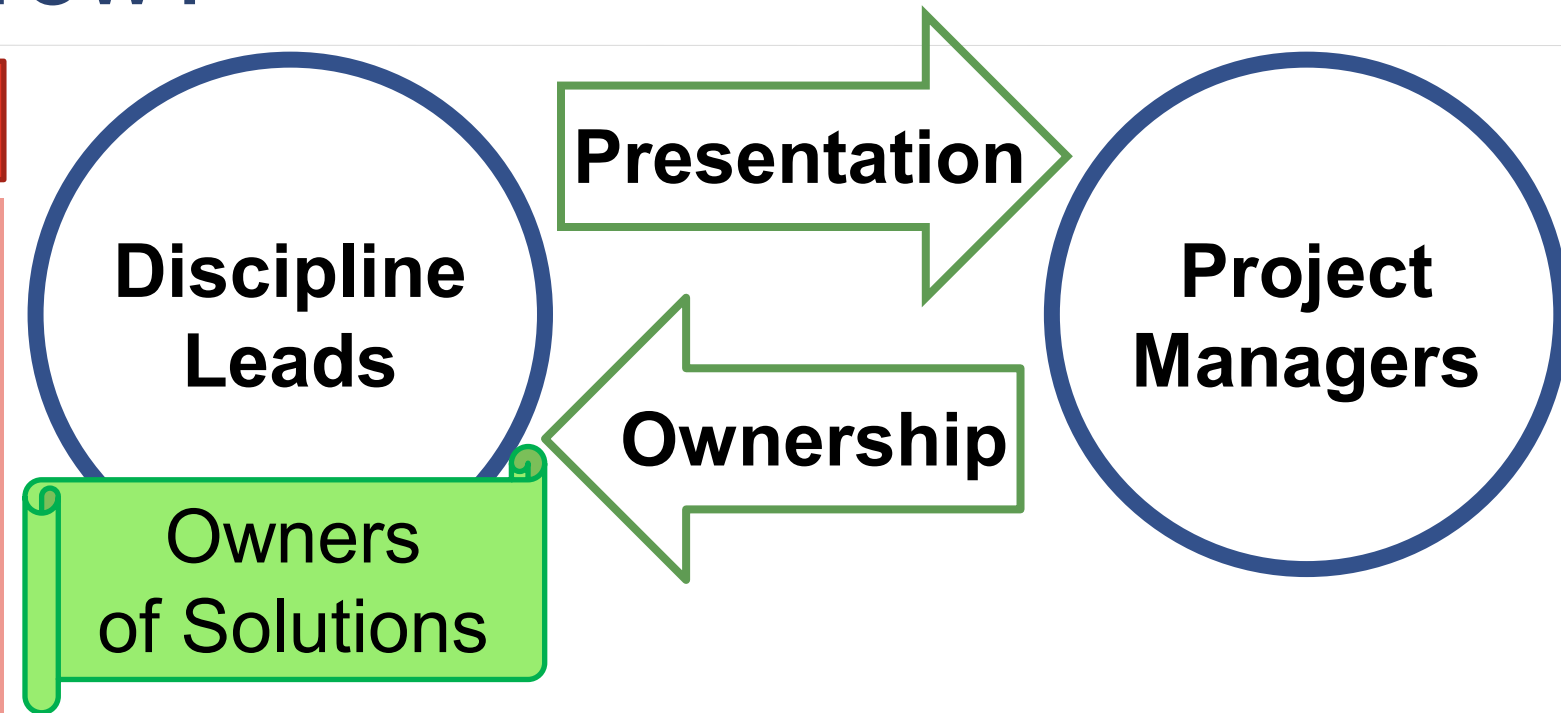 Presentation
Discipline
Leads
Project
Managers
Ownership
Owners
of Solutions